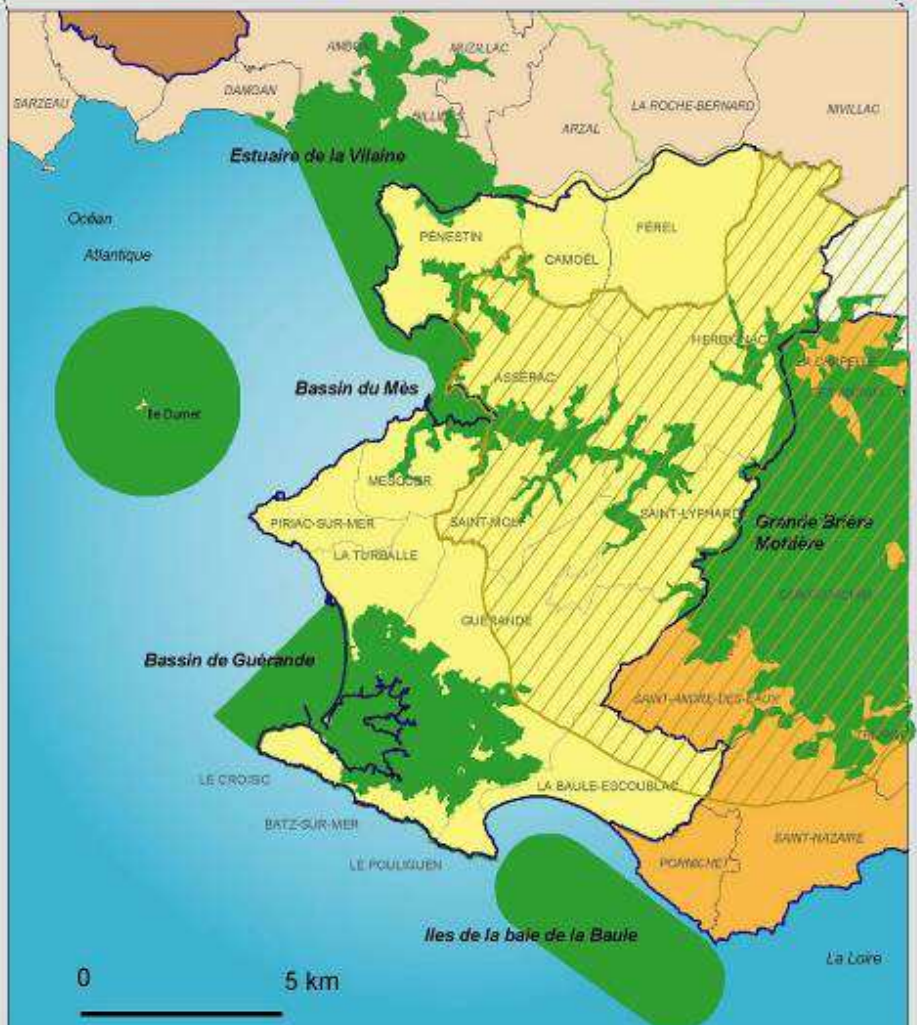 AMBON
MUZILLAC
SARZEAU
DAMGAN
BILLIERS
LA ROCHE-BERNARD
NIVILLAC
ARZAL
Estuaire de la Vilaine
Océan
Atlantique
PÉNESTIN
FÉREL
CAMOËL
HERBIGNAC
Bassin du Mès
ASSÉRAC
Ile Dumet
MESQUER
PIRIAC-SUR-MER
SAINT-MOLF
SAINT-LYPHARD
Grande Brière
Mottière
LA TURBALLE
GUÉRANDE
Bassin de Guérande
SAINT-ANDRE-DES-EAUX
LE CROISIC
LA BAULE-ESCOUBLAC
BATZ-SUR-MER
LE POULIGUEN
PORNICHET
SAINT-NAZAIRE
Iles de la baie de la Baule
La Loire
0
5 km